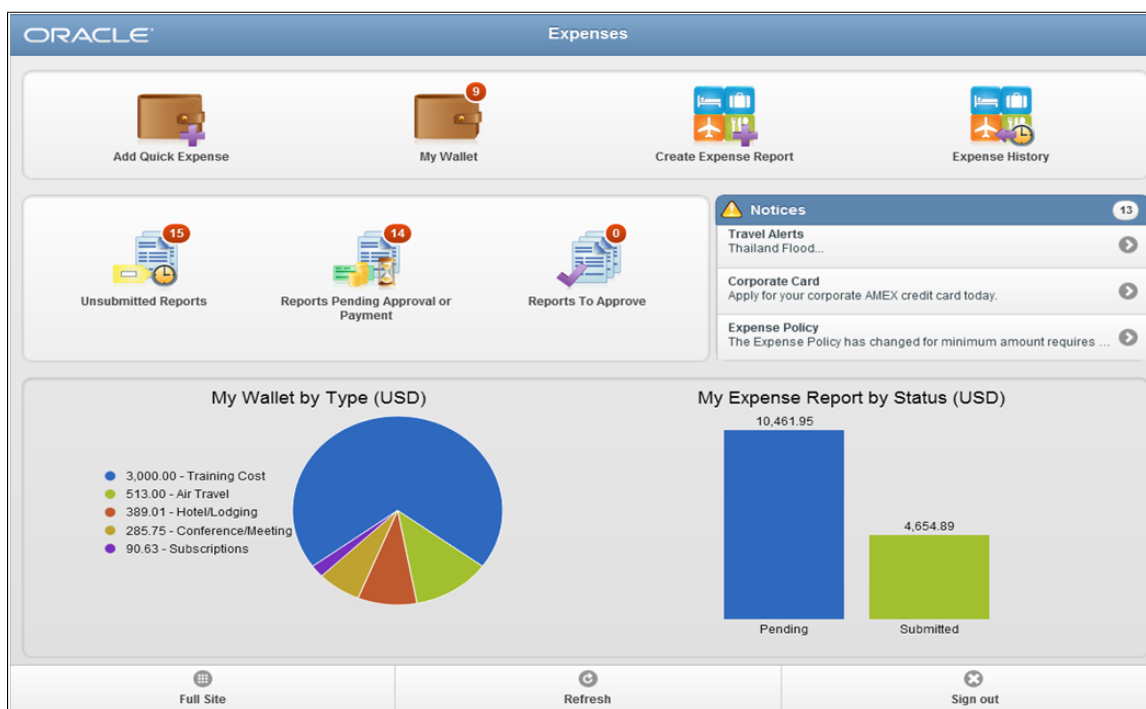 ORACLE
Expenses
9
Add Quick Expense
My Wallet
Create Expense Report
Expense History
15
14
0
Unsubmitted Reports
Reports Pending Approval or
Payment
Reports To Approve
Notices
13
Travel Alerts
Thailand Flood...
Corporate Card
Apply for your corporate AMEX credit card today.
Expense Policy
The Expense Policy has changed for minimum amount requires ...
My Wallet by Type (USD)
3,000.00 - Training Cost
513.00 - Air Travel
389.01 - Hotel/Lodging
285.75 - Conference/Meeting
90.63 - Subscriptions
My Expense Report by Status (USD)
10,461.95
4,654.89
Pending
Submitted
Full Site
Refresh
Sign out